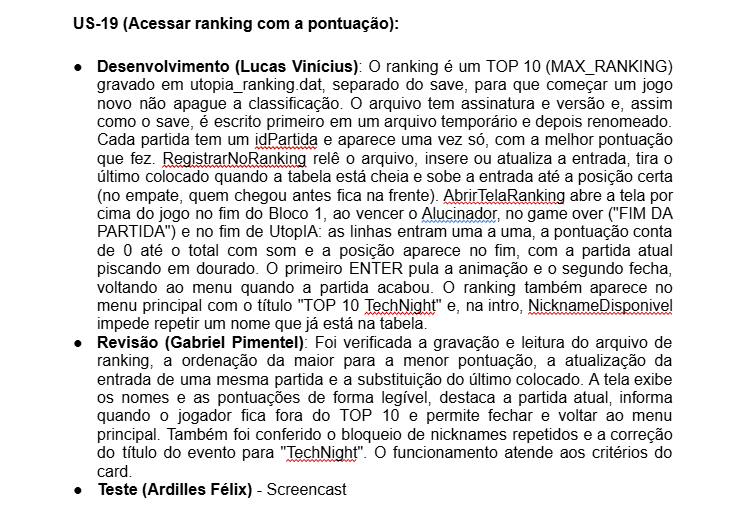 US-19 (Acessar ranking com a pontuação):
● Desenvolvimento (Lucas Vinícius): O ranking é um TOP 10 (MAX_RANKING)
gravado em utopia_ranking.dat, separado do save, para que começar um jogo
novo não apague a classificação. O arquivo tem assinatura e versão e, assim
como o save, é escrito primeiro em um arquivo temporário e depois renomeado.
Cada partida tem um idPartida e aparece uma vez só, com a melhor pontuação
que fez. RegistrarNoRanking relê o arquivo, insere ou atualiza a entrada, tira o
último colocado quando a tabela está cheia e sobe a entrada até a posição certa
(no empate, quem chegou antes fica na frente). AbrirTelaRanking abre a tela por
cima do jogo no fim do Bloco 1, ao vencer o Alucinador, no game over ("FIM DA
PARTIDA") e no fim de UtopIA: as linhas entram uma a uma, a pontuação conta
de 0 até o total com som e a posição aparece no fim, com a partida atual
piscando em dourado. O primeiro ENTER pula a animação e o segundo fecha,
voltando ao menu quando a partida acabou. O ranking também aparece no
menu principal com o título "TOP 10 TechNight" e, na intro, NicknameDisponivel
impede repetir um nome que já está na tabela.
● Revisão (Gabriel Pimentel): Foi verificada a gravação e leitura do arquivo de
ranking, a ordenação da maior para a menor pontuação, a atualização da
entrada de uma mesma partida e a substituição do último colocado. A tela exibe
os nomes e as pontuações de forma legível, destaca a partida atual, informa
quando o jogador fica fora do TOP 10 e permite fechar e voltar ao menu
principal. Também foi conferido o bloqueio de nicknames repetidos e a correção
do título do evento para "TechNight". O funcionamento atende aos critérios do
card.
● Teste (Ardilles Félix) - Screencast